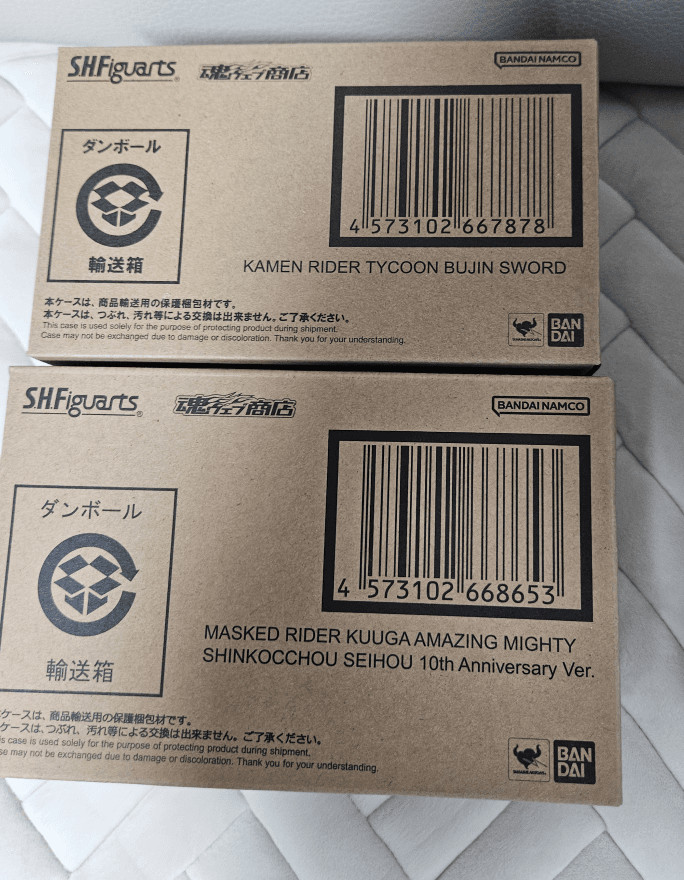 S.H.Figuarts®
魂ウェブ商店
BANDAI NAMCO
ダンボール
輸送箱
4 573102 667878
KAMEN RIDER TYCOON BUJIN SWORD
本ケースは、商品輸送用の保護梱包材です。
本ケースは、つぶれ、汚れ等による交換は出来ません。ご了承ください。
This case is used solely for the purpose of protecting product during shipment.
Case may not be exchanged due to damage or discoloration. Thank you for your understanding.
BAN
DAI
S.H.Figuarts®
魂ウェブ商店
BANDAI NAMCO
ダンボール
輸送箱
4 573102 668653
MASKED RIDER KUUGA AMAZING MIGHTY
SHINKOCCHOU SEIHOU 10th Anniversary Ver.
ケースは、商品輸送用の保護梱包材です。
ケースは、つぶれ、汚れ等による交換は出来ません。ご了承ください。
is case is used solely for the purpose of protecting product during shipment.
se may not be exchanged due to damage or discoloration. Thank you for your understanding.
BAN
DAI